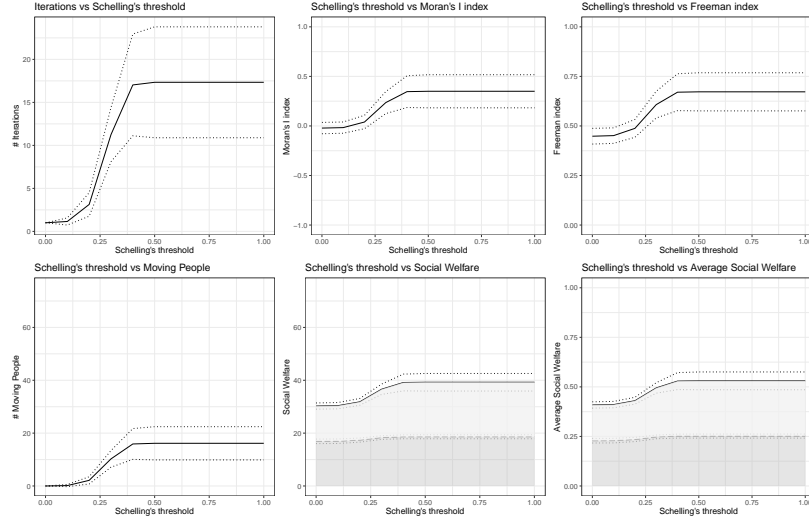 Iterations vs Schelling's threshold
# Iterations
20
15
10
5
0
0.00 0.25 0.50 0.75 1.00
Schelling's threshold
Schelling's threshold vs Moran's I index
Moran's I index
1.0
0.5
0.0
−0.5
−1.0
0.00 0.25 0.50 0.75 1.00
Schelling's threshold
Schelling's threshold vs Freeman index
Freeman index
1.00
0.75
0.50
0.25
0.00
0.00 0.25 0.50 0.75 1.00
Schelling's threshold
Schelling's threshold vs Moving People
# Moving People
60
40
20
0
0.00 0.25 0.50 0.75 1.00
Schelling's threshold
Schelling's threshold vs Social Welfare
Social Welfare
60
40
20
0
0.00 0.25 0.50 0.75 1.00
Schelling's threshold
Schelling's threshold vs Average Social Welfare
Average Social Welfare
1.00
0.75
0.50
0.25
0.00
0.00 0.25 0.50 0.75 1.00
Schelling's threshold